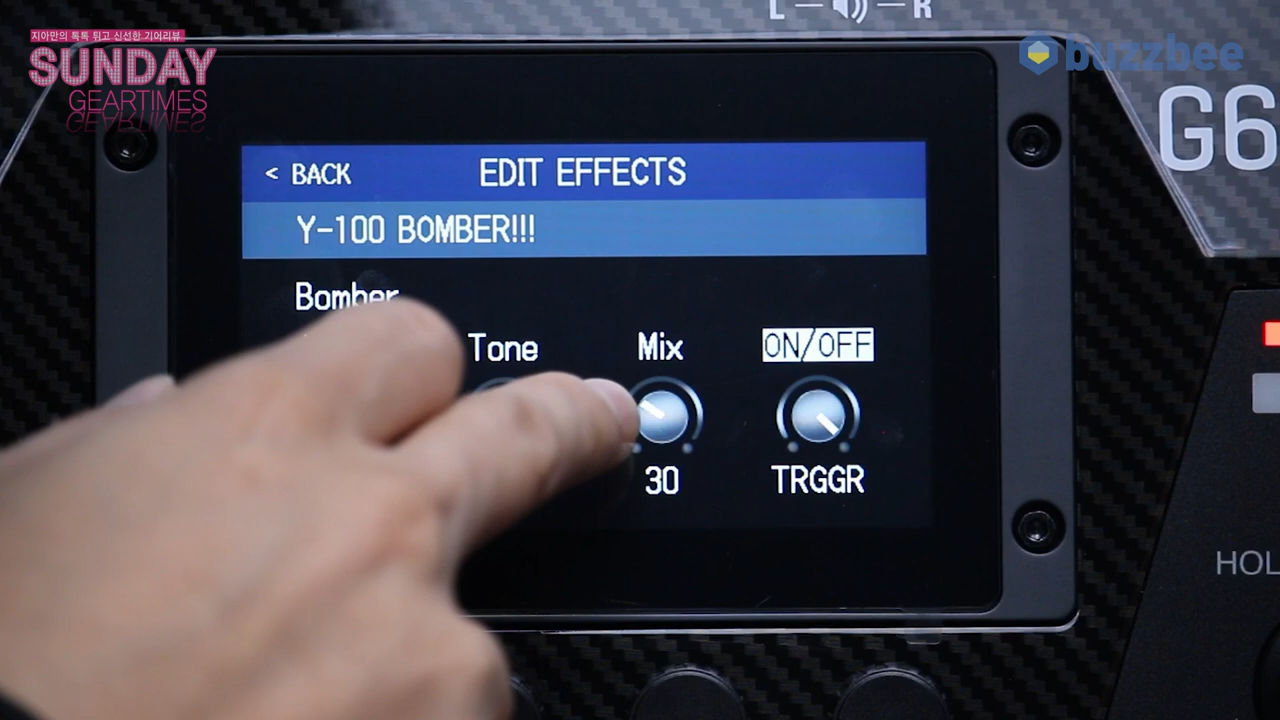 L R
지아만의 톡톡 튀고 신선한 기어리뷰
SUNDAY
GEARTIMES
buzzbee
G6
< BACK
EDIT EFFECTS
Y-100 BOMBER!!!
Bomber
Tone
Mix
ON/OFF
30
TRGGR
HOL